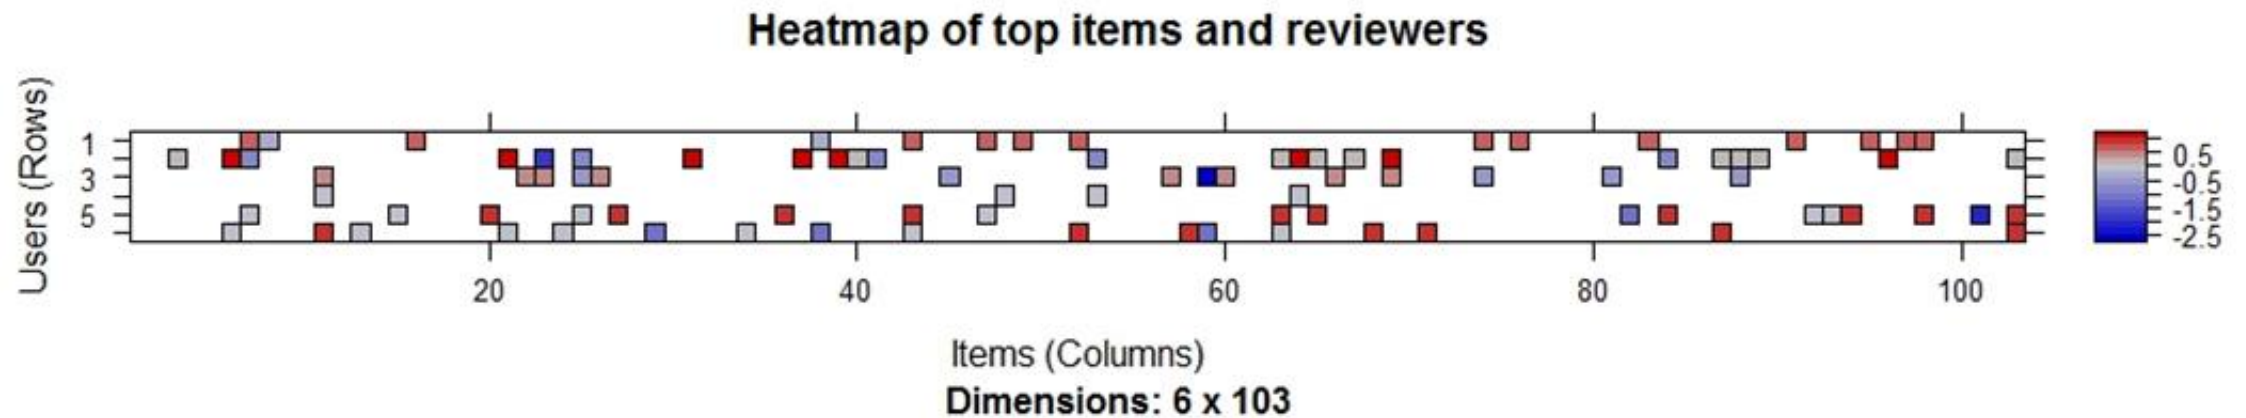 Heatmap of top items and reviewers
Users (Rows)
1
3
5
0.5
-0.5
-1.5
-2.5
20 40 60 80 100
Items (Columns)
Dimensions: 6 x 103